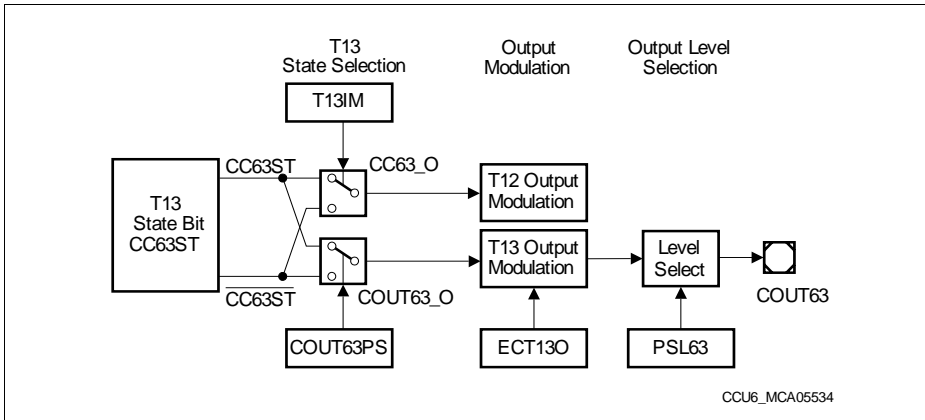 T13
State Selection
Output
Modulation
Output Level
Selection
T13IM
CC63ST
CC63_O
T13
State Bit
CC63ST
T12 Output
Modulation
T13 Output
Modulation
Level
Select
CC63ST
COUT63_O
COUT63
COUT63PS
ECT13O
PSL63
CCU6_MCA05534